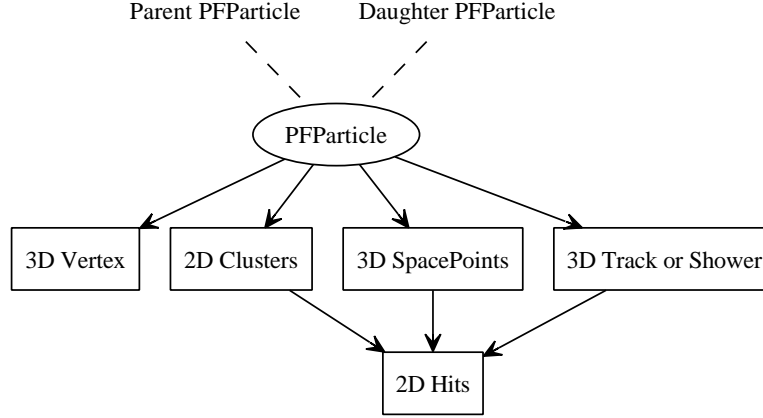 Parent PFParticle
Daughter PFParticle
PFParticle
3D Vertex
2D Clusters
3D SpacePoints
3D Track or Shower
2D Hits